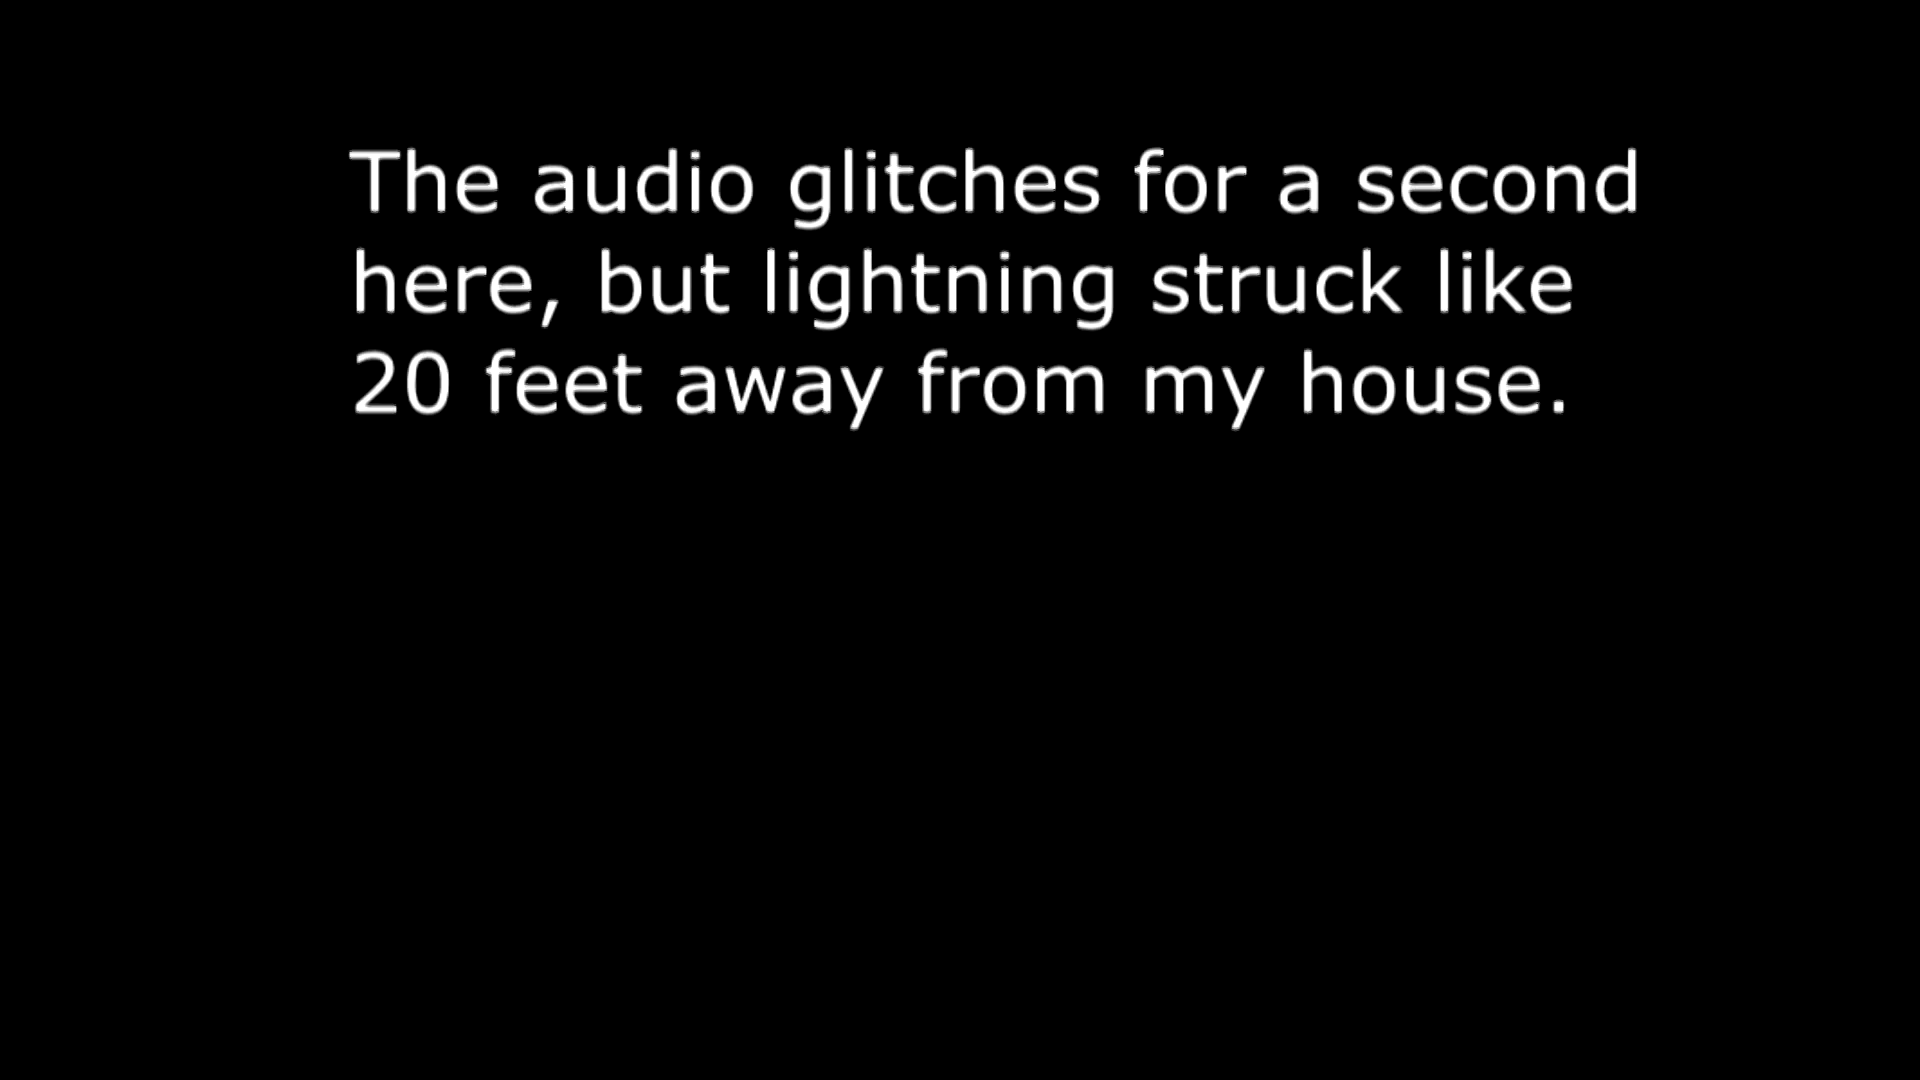 The audio glitches for a second
here, but lightning struck like
20 feet away from my house.